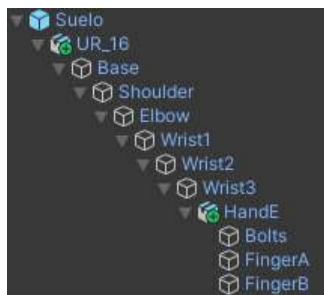 Suelo
UR_16
Base
Shoulder
Elbow
Wrist1
Wrist2
Wrist3
HandE
Bolts
FingerA
FingerB